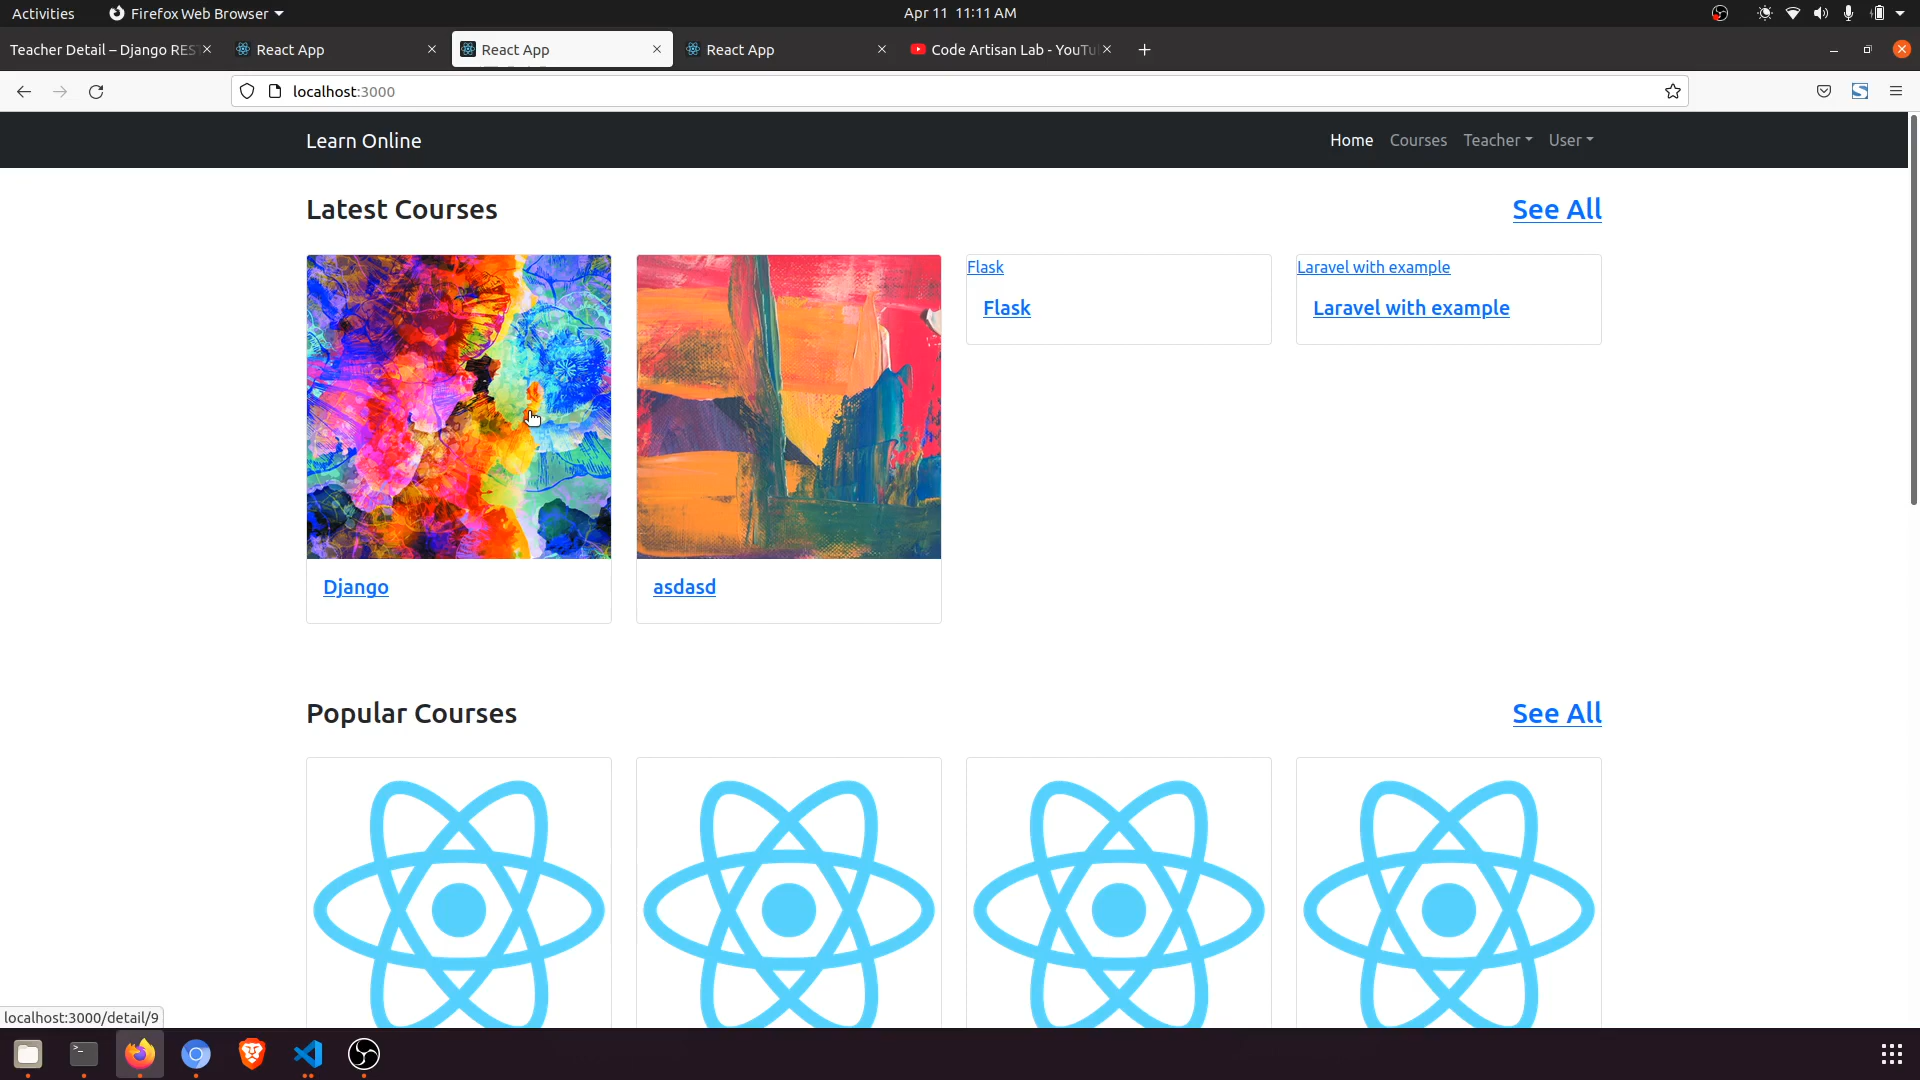 Activities Firefox Web Browser Apr 11 11:11 AM
Teacher Detail – Django RES React App React App React App Code Artisan Lab - YouTu
localhost:3000
Learn Online Home Courses Teacher User
Latest Courses See All
Flask Laravel with example
Flask Laravel with example
Django asdasd
Popular Courses See All
localhost:3000/detail/9